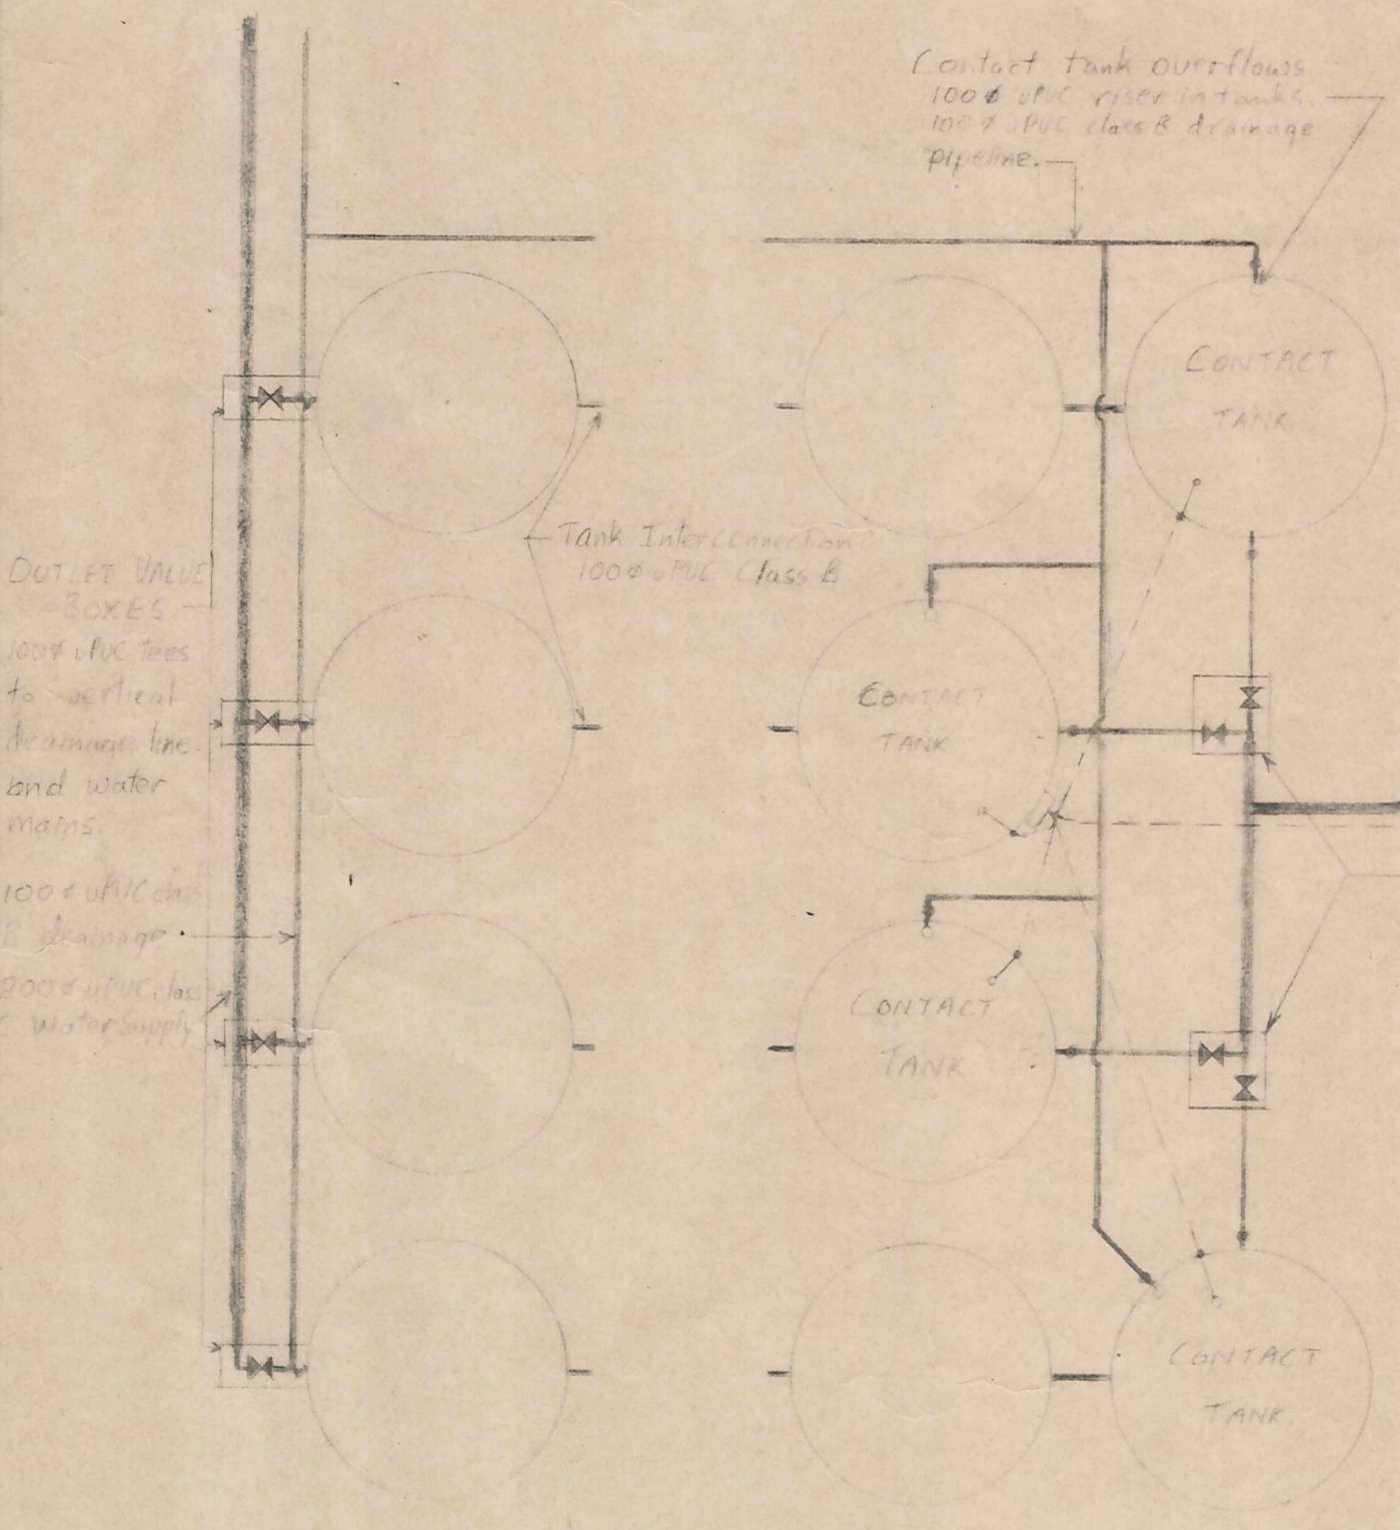 Contact tank overflows
100ø uPVC riser in tanks.
100ø uPVC class B drainage
pipeline.
CONTACT
TANK
Tank Interconnection
100ø uPVC Class B
OUTLET VALVE
BOXES
100ø uPVC Tees
to vertical
drainage line
and water
mains.
CONTACT
TANK
100ø uPVC class
B drainage
200ø uPVC class
C Water Supply
CONTACT
TANK
CONTACT
TANK